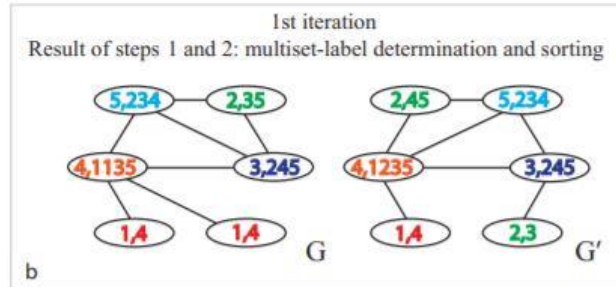 1st iteration
Result of steps 1 and 2: multiset-label determination and sorting
5,234 2,35 2,45 5,234
4,1135 3,245 4,1235 3,245
1,4 1,4 G 1,4 2,3 G′
b